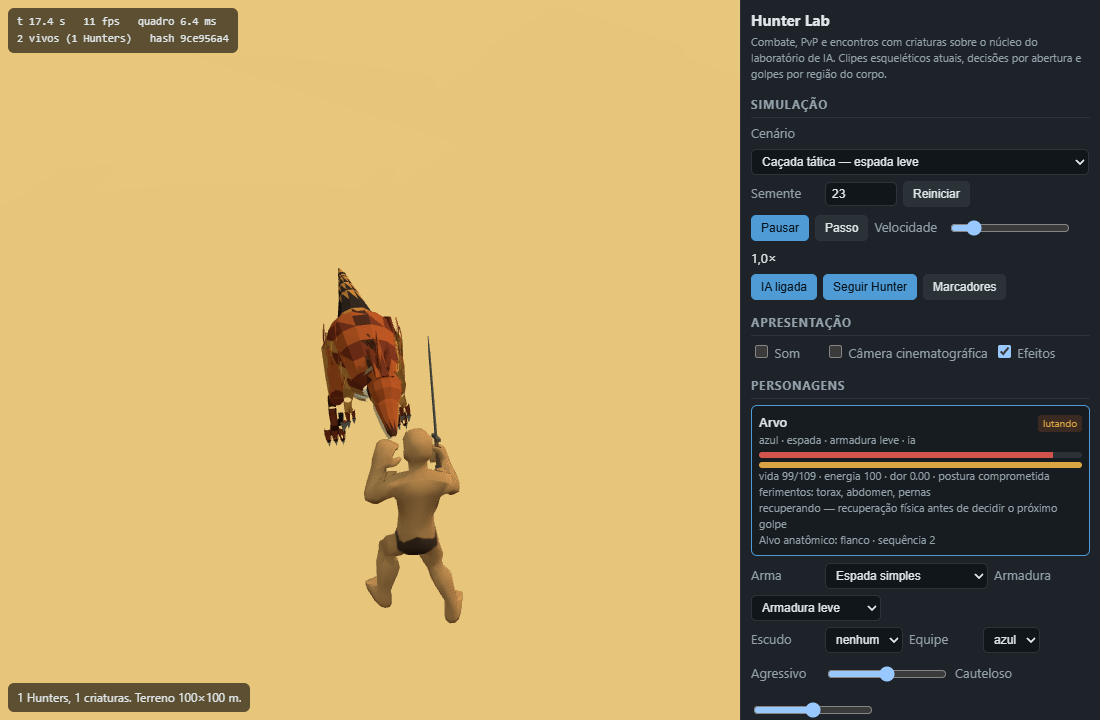 t 17.4 s 11 fps quadro 6.4 ms
2 vivos (1 Hunters) hash 9ce956a4
1 Hunters, 1 criaturas. Terreno 100×100 m.
Hunter Lab
Combate, PvP e encontros com criaturas sobre o núcleo do
laboratório de IA. Clipes esqueléticos atuais, decisões por abertura e
golpes por região do corpo.
SIMULAÇÃO
Cenário
Caçada tática — espada leve
Semente 23 Reiniciar
Pausar Passo Velocidade
1,0×
IA ligada Seguir Hunter Marcadores
APRESENTAÇÃO
Som Câmera cinematográfica Efeitos
PERSONAGENS
Arvo lutando
azul · espada · armadura leve · ia
vida 99/109 · energia 100 · dor 0.00 · postura comprometida
ferimentos: torax, abdomen, pernas
recuperando — recuperação física antes de decidir o próximo
golpe
Alvo anatômico: flanco · sequência 2
Arma Espada simples Armadura
Armadura leve
Escudo nenhum Equipe azul
Agressivo Cauteloso